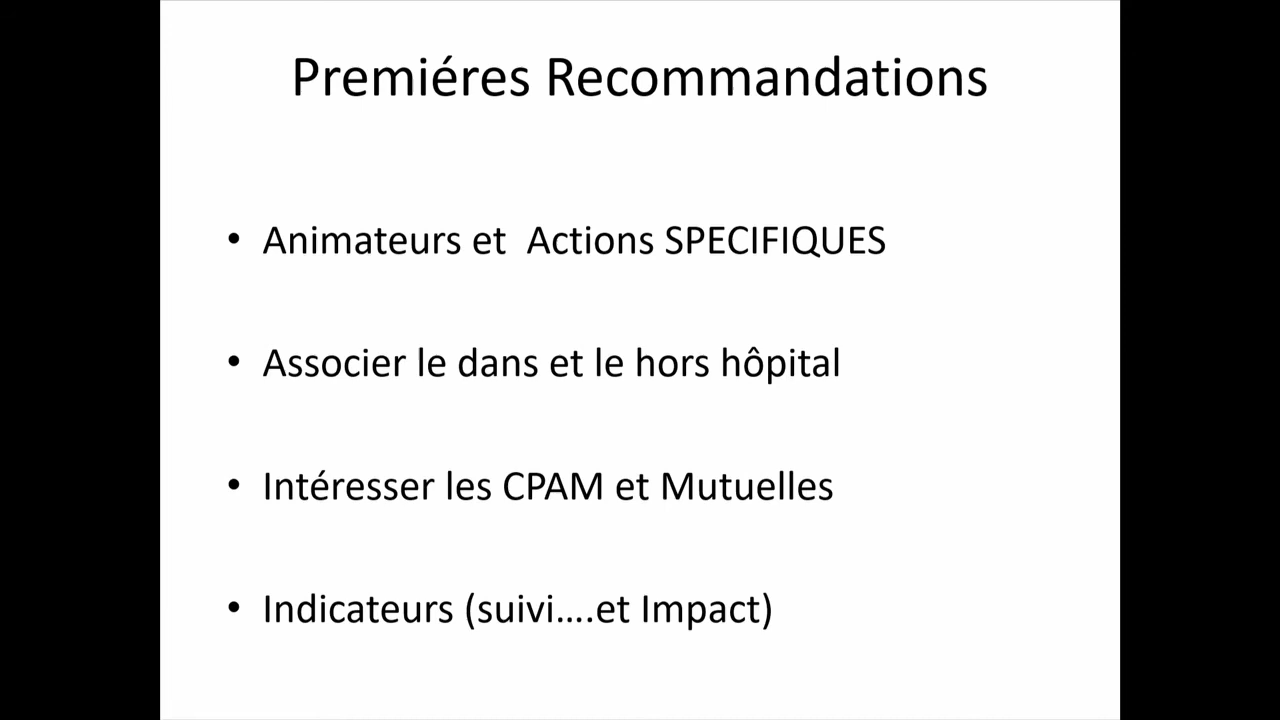 Premiéres Recommandations
• Animateurs et  Actions SPECIFIQUES
• Associer le dans et le hors hôpital
• Intéresser les CPAM et Mutuelles
• Indicateurs (suivi....et Impact)